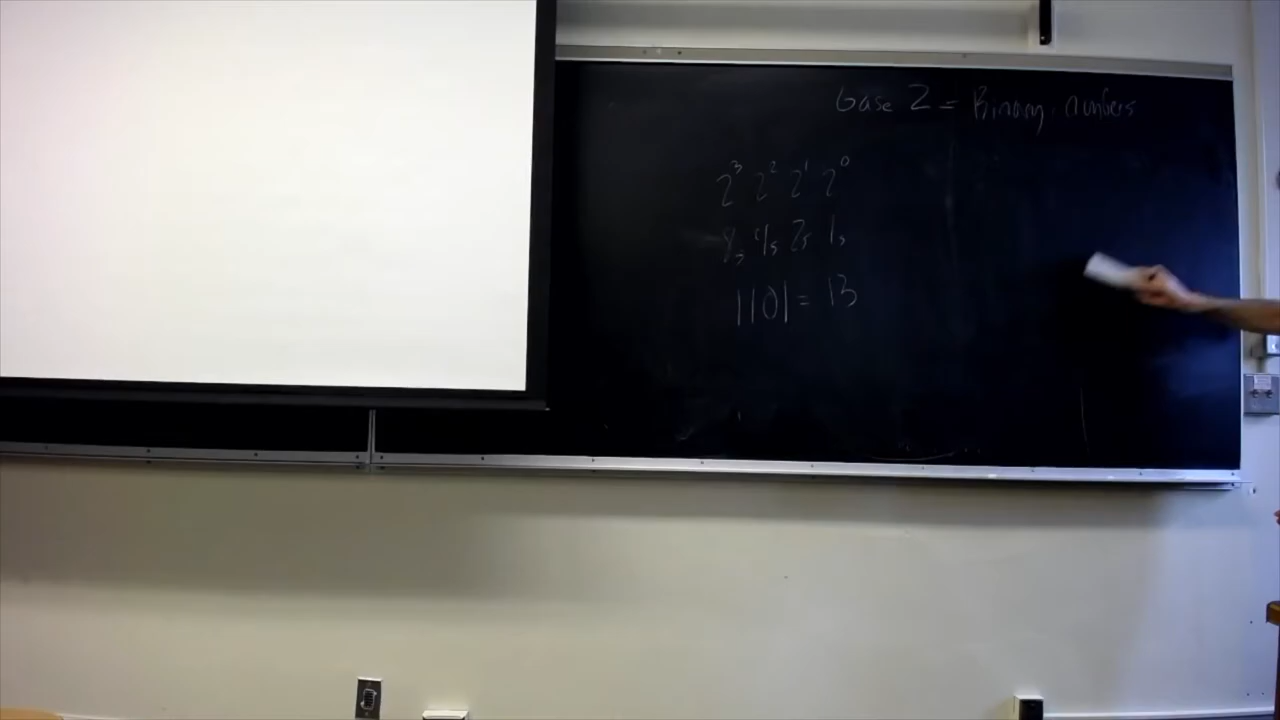 base 2 = Binary numbers
2³ 2² 2¹ 2⁰
8s 4s 2s 1s
1101 = 13